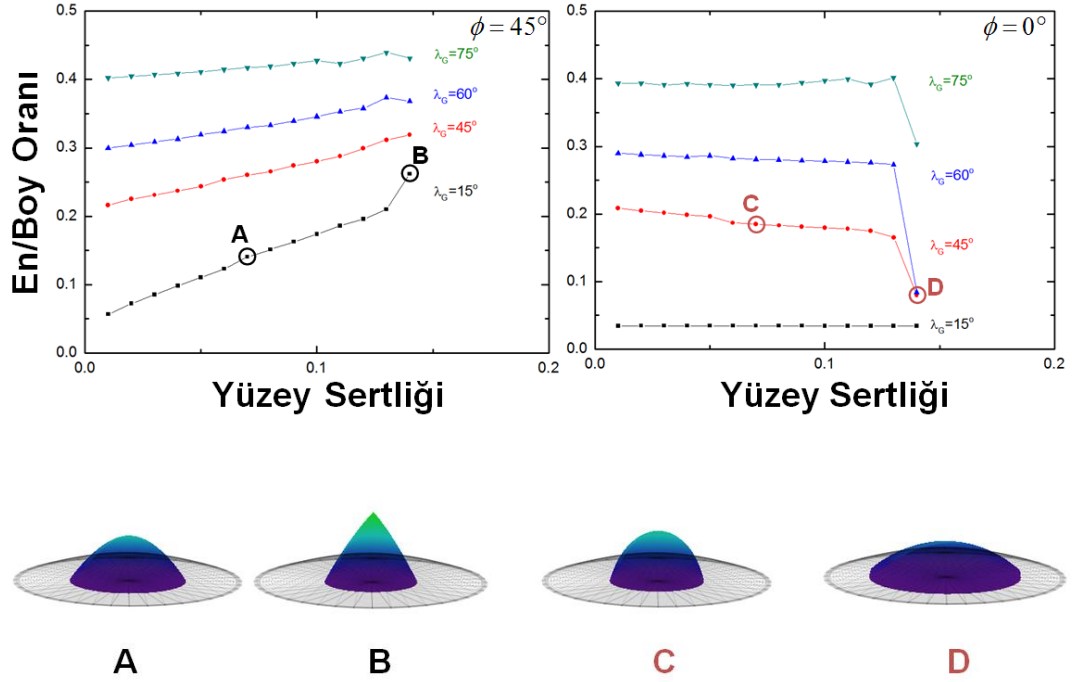 0.5
0.4
0.3
0.2
0.1
0.0
0.0
0.1
0.2
En/Boy Oranı
Yüzey Sertliği
ϕ = 45°
λG=75°
λG=60°
λG=45°
λG=15°
A
B
0.5
0.4
0.3
0.2
0.1
0.0
0.0
0.1
0.2
Yüzey Sertliği
ϕ = 0°
λG=75°
λG=60°
λG=45°
λG=15°
C
D
A
B
C
D